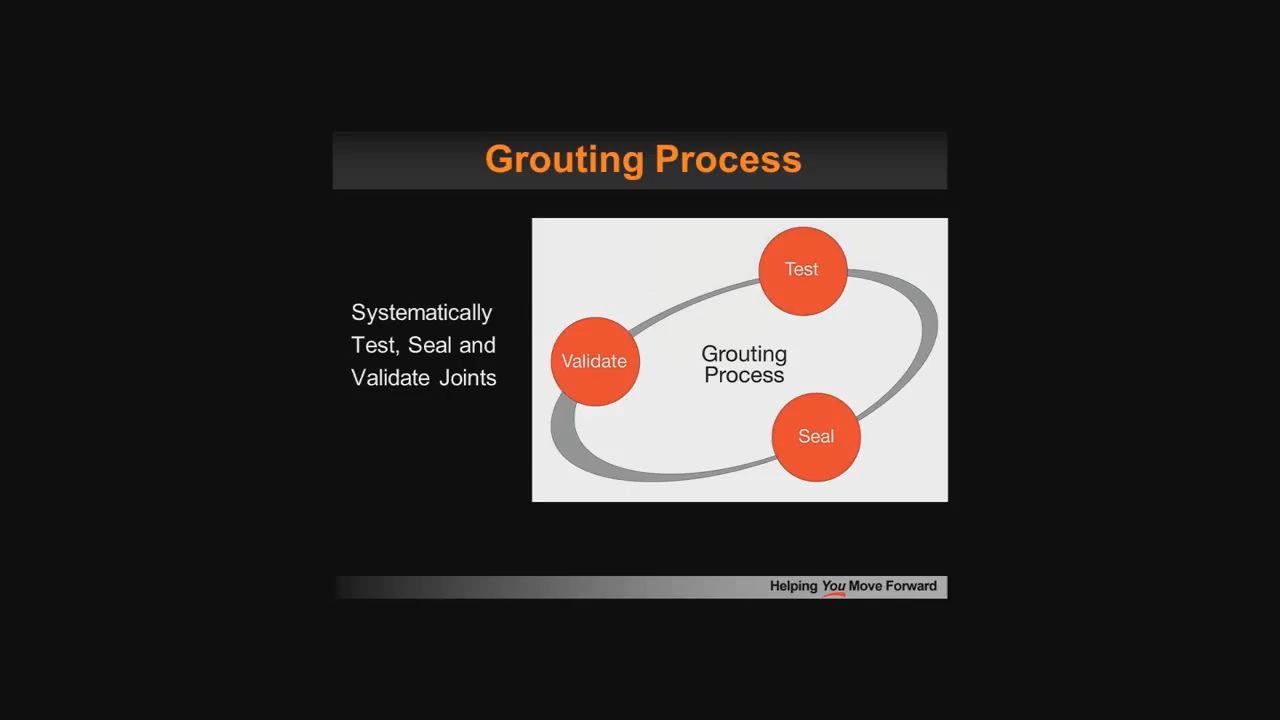 Grouting Process
Systematically
Test, Seal and
Validate Joints
Test
Validate
Grouting
Process
Seal
Helping You Move Forward